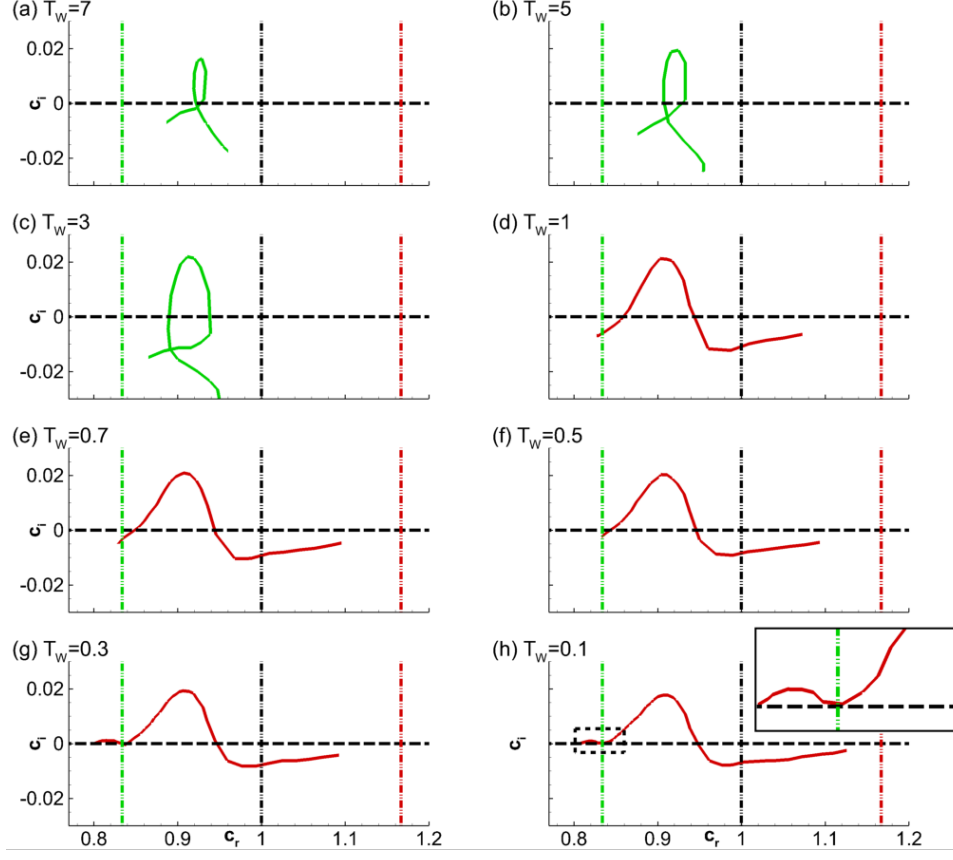 (a) T_W=7
(b) T_W=5
0.02
c_i
0
-0.02
(c) T_W=3
(d) T_W=1
0.02
c_i
0
-0.02
(e) T_W=0.7
(f) T_W=0.5
0.02
c_i
0
-0.02
(g) T_W=0.3
(h) T_W=0.1
0.02
c_i
0
-0.02
c_i
0.8 0.9 c_r 1 1.1 1.2
0.8 0.9 c_r 1 1.1 1.2